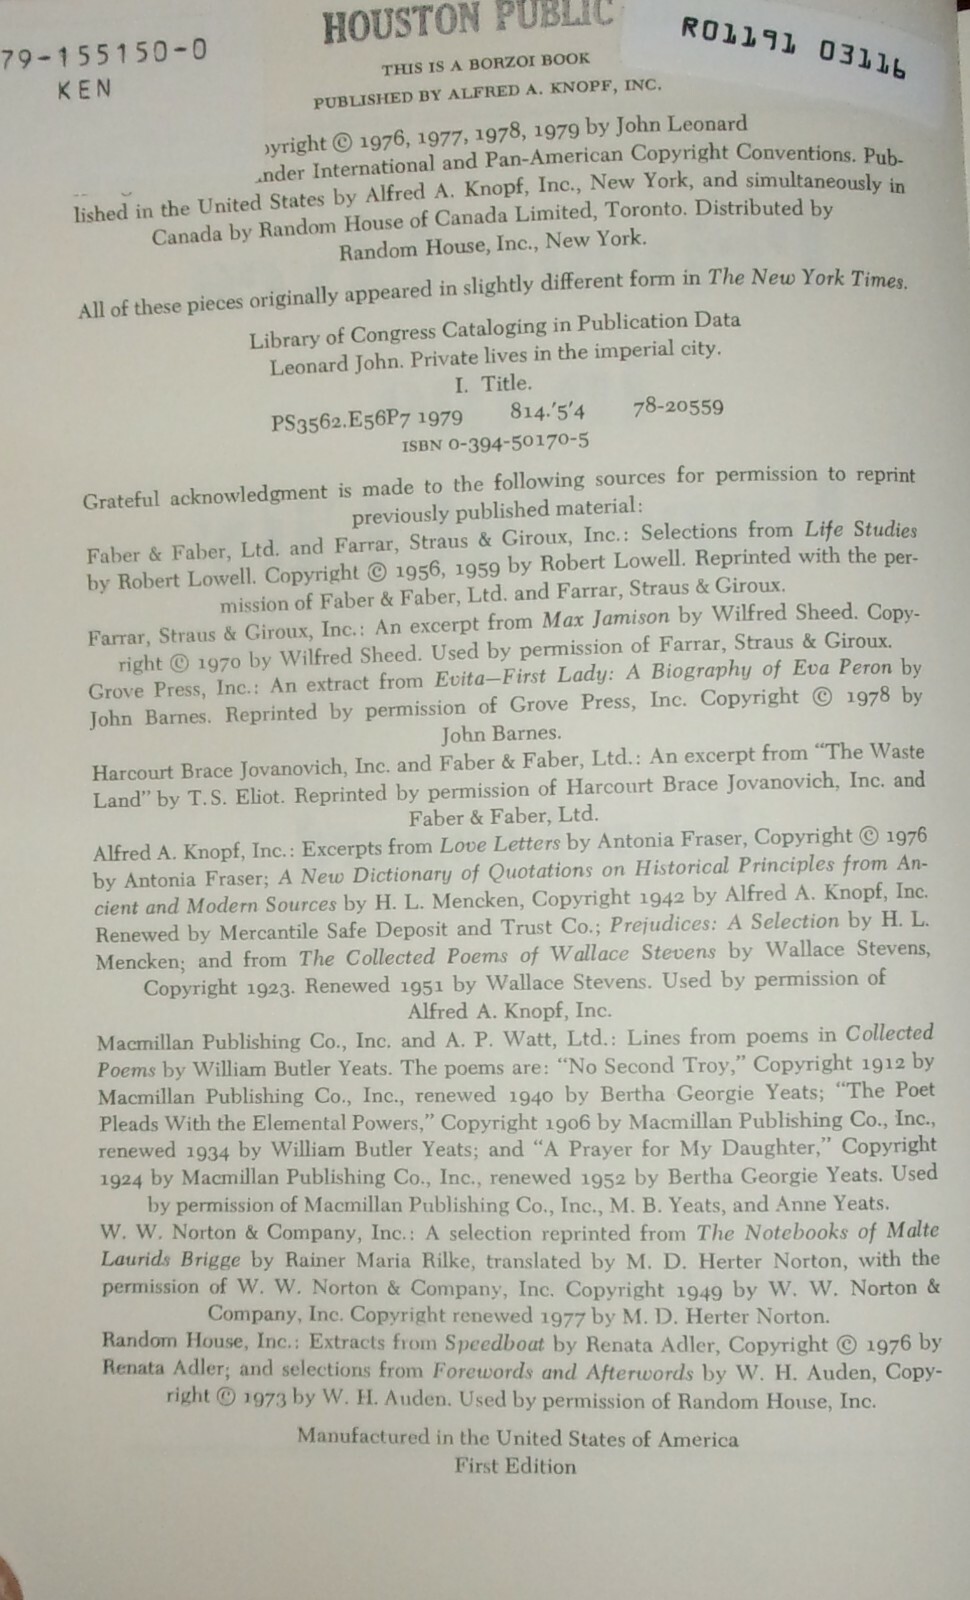 HOUSTON PUBLIC
R01191 03116
79-155150-0
KEN
THIS IS A BORZOI BOOK
PUBLISHED BY ALFRED A. KNOPF, INC.
yright © 1976, 1977, 1978, 1979 by John Leonard
nder International and Pan-American Copyright Conventions. Pub-
lished in the United States by Alfred A. Knopf, Inc., New York, and simultaneously in
Canada by Random House of Canada Limited, Toronto. Distributed by
Random House, Inc., New York.
All of these pieces originally appeared in slightly different form in The New York Times.
Library of Congress Cataloging in Publication Data
Leonard John. Private lives in the imperial city.
I. Title.
PS3562.E56P7 1979 814.'5'4 78-20559
ISBN 0-394-50170-5
Grateful acknowledgment is made to the following sources for permission to reprint
previously published material:
Faber & Faber, Ltd. and Farrar, Straus & Giroux, Inc.: Selections from Life Studies
by Robert Lowell. Copyright © 1956, 1959 by Robert Lowell. Reprinted with the per-
mission of Faber & Faber, Ltd. and Farrar, Straus & Giroux.
Farrar, Straus & Giroux, Inc.: An excerpt from Max Jamison by Wilfred Sheed. Copy-
right © 1970 by Wilfred Sheed. Used by permission of Farrar, Straus & Giroux.
Grove Press, Inc.: An extract from Evita—First Lady: A Biography of Eva Peron by
John Barnes. Reprinted by permission of Grove Press, Inc. Copyright © 1978 by
John Barnes.
Harcourt Brace Jovanovich, Inc. and Faber & Faber, Ltd.: An excerpt from "The Waste
Land" by T.S. Eliot. Reprinted by permission of Harcourt Brace Jovanovich, Inc. and
Faber & Faber, Ltd.
Alfred A. Knopf, Inc.: Excerpts from Love Letters by Antonia Fraser, Copyright © 1976
by Antonia Fraser; A New Dictionary of Quotations on Historical Principles from An-
cient and Modern Sources by H. L. Mencken, Copyright 1942 by Alfred A. Knopf, Inc.
Renewed by Mercantile Safe Deposit and Trust Co.; Prejudices: A Selection by H. L.
Mencken; and from The Collected Poems of Wallace Stevens by Wallace Stevens,
Copyright 1923. Renewed 1951 by Wallace Stevens. Used by permission of
Alfred A. Knopf, Inc.
Macmillan Publishing Co., Inc. and A. P. Watt, Ltd.: Lines from poems in Collected
Poems by William Butler Yeats. The poems are: "No Second Troy," Copyright 1912 by
Macmillan Publishing Co., Inc., renewed 1940 by Bertha Georgie Yeats; "The Poet
Pleads With the Elemental Powers," Copyright 1906 by Macmillan Publishing Co., Inc.,
renewed 1934 by William Butler Yeats; and "A Prayer for My Daughter," Copyright
1924 by Macmillan Publishing Co., Inc., renewed 1952 by Bertha Georgie Yeats. Used
by permission of Macmillan Publishing Co., Inc., M. B. Yeats, and Anne Yeats.
W. W. Norton & Company, Inc.: A selection reprinted from The Notebooks of Malte
Laurids Brigge by Rainer Maria Rilke, translated by M. D. Herter Norton, with the
permission of W. W. Norton & Company, Inc. Copyright 1949 by W. W. Norton &
Company, Inc. Copyright renewed 1977 by M. D. Herter Norton.
Random House, Inc.: Extracts from Speedboat by Renata Adler, Copyright © 1976 by
Renata Adler; and selections from Forewords and Afterwords by W. H. Auden, Copy-
right © 1973 by W. H. Auden. Used by permission of Random House, Inc.
Manufactured in the United States of America
First Edition